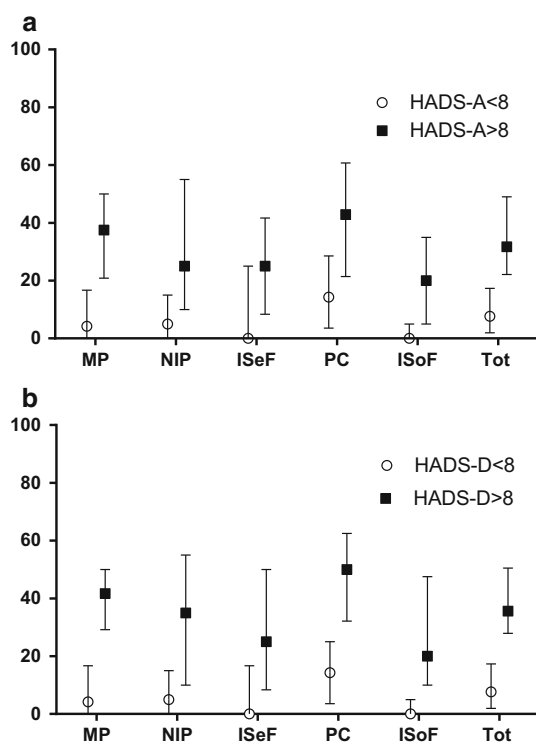 a
100
80
60
40
20
0
HADS-A<8
HADS-A>8
MP NIP ISeF PC ISoF Tot
b
100
80
60
40
20
0
HADS-D<8
HADS-D>8
MP NIP ISeF PC ISoF Tot